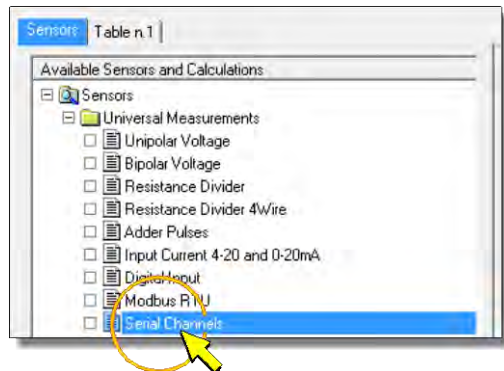 Sensors Table n.1
Available Sensors and Calculations
Sensors
Universal Measurements
Unipolar Voltage
Bipolar Voltage
Resistance Divider
Resistance Divider 4Wire
Adder Pulses
Input Current 4-20 and 0-20mA
Digital Input
Modbus RTU
Serial Channels